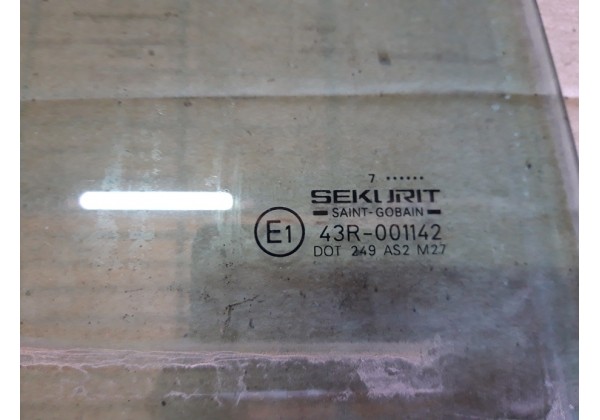 7 ······
SEKURIT
SAINT-GOBAIN
E1 43R-001142
DOT 249 AS2 M27